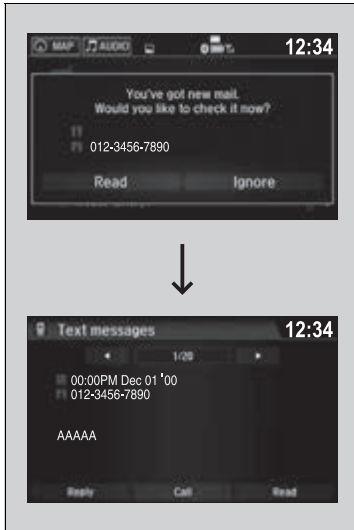 MAP AUDIO 12:34
You've got new mail.
Would you like to check it now?
012-3456-7890
Read Ignore
Text messages 12:34
1/20
00:00PM Dec 01 '00
012-3456-7890
AAAAA
Reply Call Read